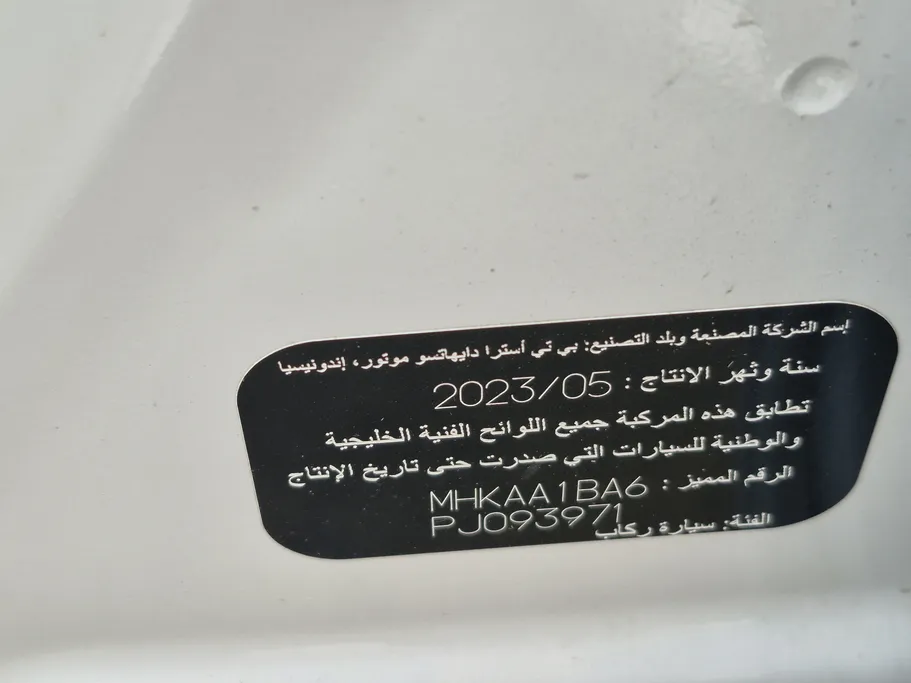 إسم الشركة المصنعة وبلد التصنيع: بي تي أسترا دايهاتسو موتور، إندونيسيا
سنة وشهر الانتاج : 2023/05
تطابق هذه المركبة جميع اللوائح الفنية الخليجية
والوطنية للسيارات التي صدرت حتى تاريخ الإنتاج
الرقم المميز : MHKAA1BA6
PJ093971
الفئة: سيارة ركاب